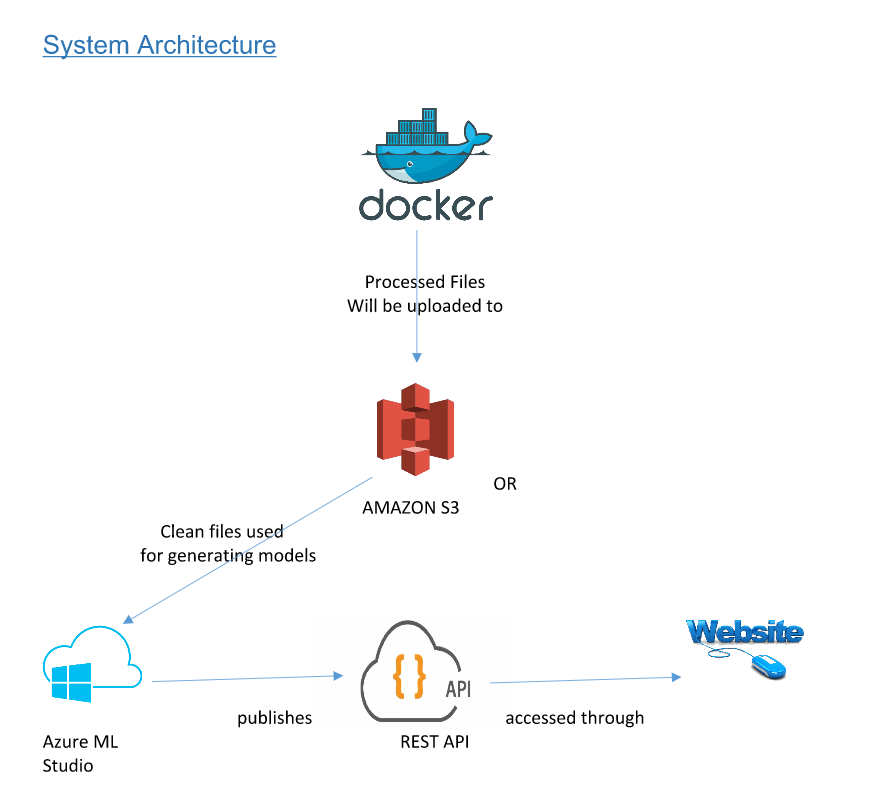 System Architecture
docker
Processed Files
Will be uploaded to
OR
AMAZON S3
Clean files used
for generating models
Website
{} API
publishes
accessed through
Azure ML
Studio
REST API